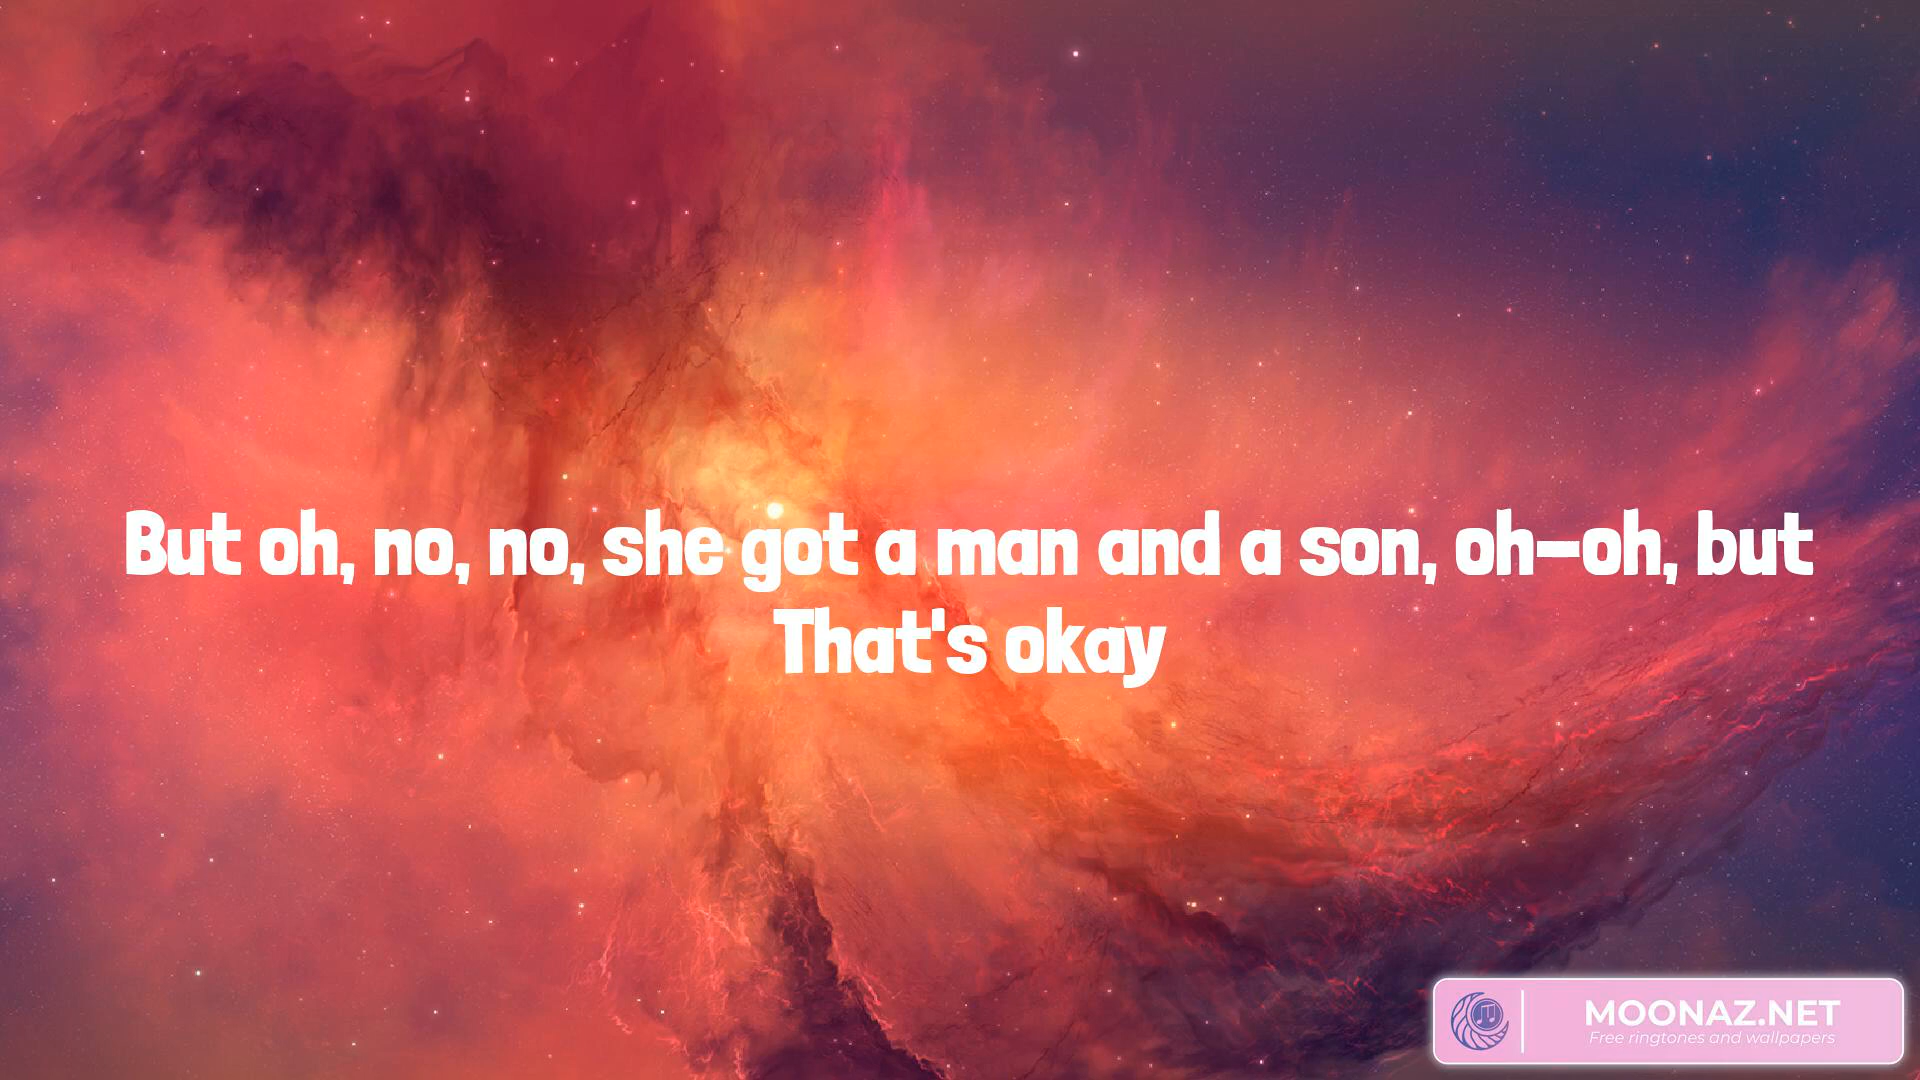 But oh, no, no, she got a man and a son, oh-oh, but
That's okay
MOONAZ.NET
Free ringtones and wallpapers